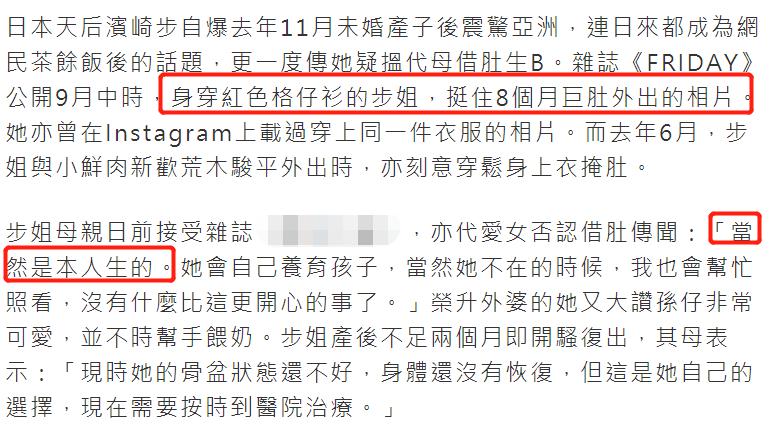 日本天后濱崎步自爆去年11月未婚產子後震驚亞洲，連日來都成為網
民茶餘飯後的話題，更一度傳她疑搵代母借肚生B。雜誌《FRIDAY》
公開9月中時，身穿紅色格仔衫的步姐，挺住8個月巨肚外出的相片。
她亦曾在Instagram上載過穿上同一件衣服的相片。而去年6月，步
姐與小鮮肉新歡荒木駿平外出時，亦刻意穿鬆身上衣掩肚。
步姐母親日前接受雜誌，亦代愛女否認借肚傳聞：「當
然是本人生的。她會自己養育孩子，當然她不在的時候，我也會幫忙
照看，沒有什麼比這更開心的事了。」榮升外婆的她又大讚孫仔非常
可愛，並不時幫手餵奶。步姐產後不足兩個月即開騷復出，其母表
示：「現時她的骨盆狀態還不好，身體還沒有恢復，但這是她自己的
選擇，現在需要按時到醫院治療。」